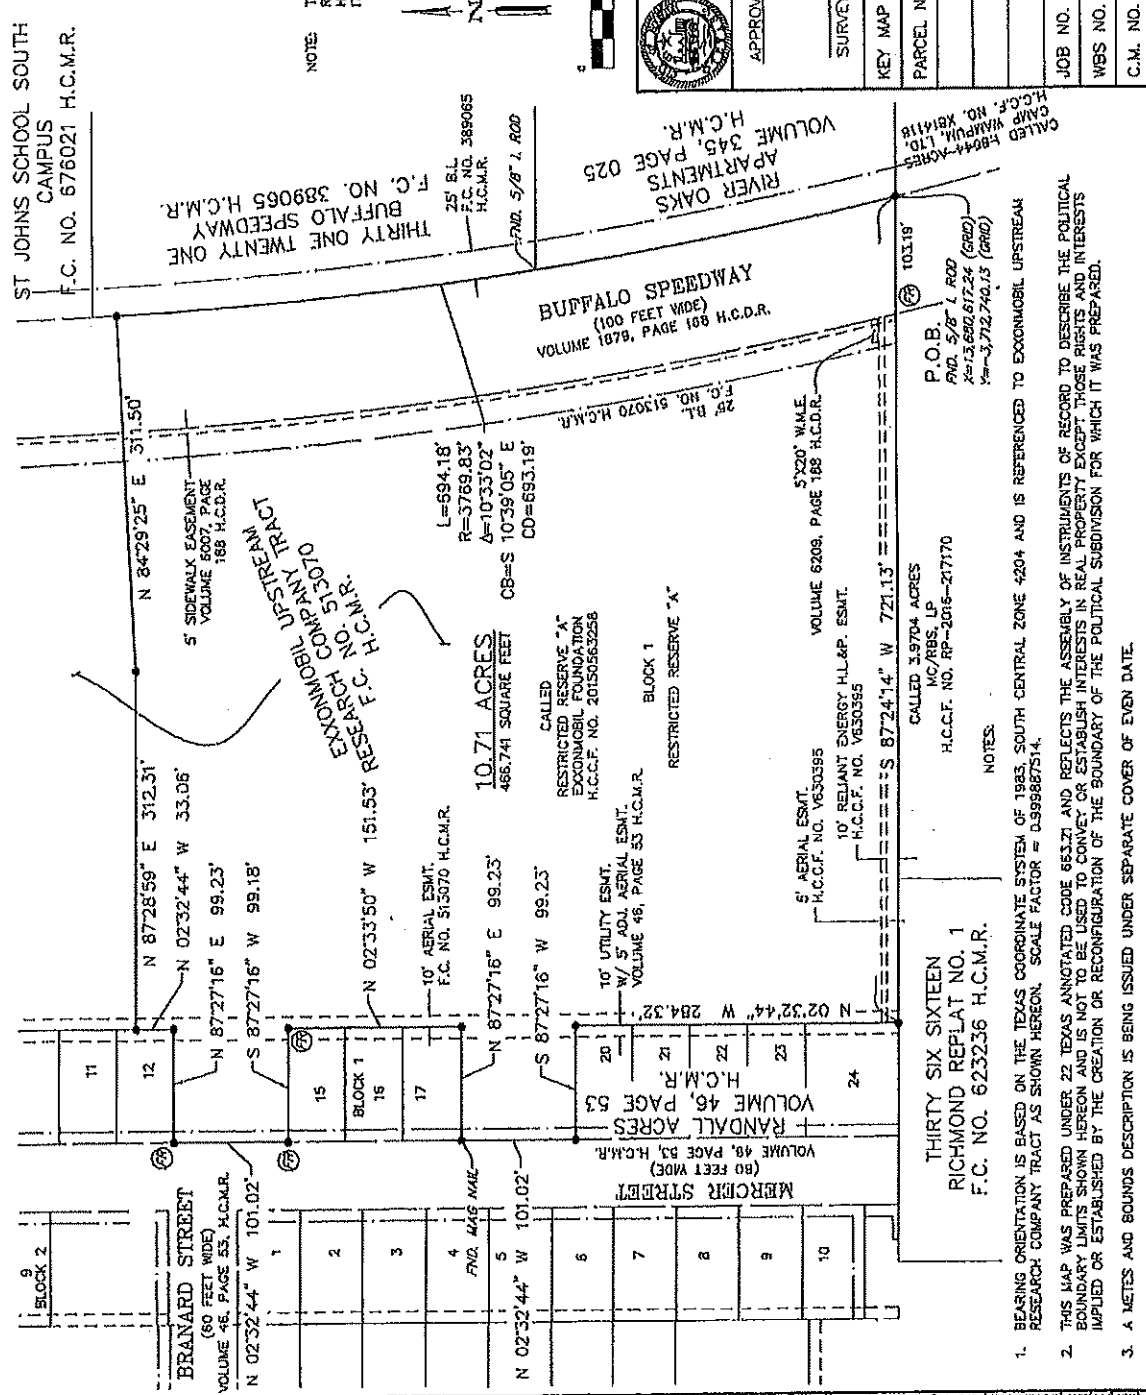 ST JOHNS SCHOOL SOUTH
CAMPUS
F.C. NO. 676021 H.C.M.R.
NOTE:
N
THIRTY ONE TWENTY ONE
BUFFALO SPEEDWAY
F.C. NO. 389065 H.C.M.R.
25' B.L.
F.C. NO. 389065
H.C.M.R.
FND. 5/8" I. ROD
RIVER OAKS
APARTMENTS
VOLUME 345, PAGE 025
H.C.M.R.
CALLED 1.8044-ACRES
CAMP WAMPUM, LTD.
H.C.C.F. NO. X814118
APPROV
SURVEY
KEY MAP
PARCEL N
JOB NO.
WBS NO.
C.M. NO.
N 84°29'25" E 311.50'
5' SIDEWALK EASEMENT
VOLUME 5007, PAGE
168 H.C.D.R.
BUFFALO SPEEDWAY
(100 FEET WIDE)
VOLUME 1879, PAGE 188 H.C.D.R.
25' B.L.
F.C. NO. 513070 H.C.M.R.
L=694.18'
R=3769.83'
Δ=10°33'02"
CB=S 10°39'05" E
CD=693.19'
EXXONMOBIL UPSTREAM
RESEARCH COMPANY TRACT
F.C. NO. 513070
H.C.M.R.
10.71 ACRES
466,741 SQUARE FEET
CALLED
RESTRICTED RESERVE "A"
EXXONMOBIL FOUNDATION
H.C.C.F. NO. 20150563258
BLOCK 1
RESTRICTED RESERVE "A"
N 87°28'59" E 312.31'
N 02°32'44" W 33.06'
N 87°27'16" E 99.23'
S 87°27'16" W 99.18'
N 02°33'50" W 151.53'
10' AERIAL ESMT.
F.C. NO. 513070 H.C.M.R.
N 87°27'16" E 99.23'
S 87°27'16" W 99.23'
10' UTILITY ESMT.
W/ 5' ADJ. AERIAL ESMT.
VOLUME 46, PAGE 53 H.C.M.R.
5' AERIAL ESMT.
H.C.C.F. NO. V630395
10' RELIANT ENERGY H.L.&P. ESMT.
H.C.C.F. NO. V630395
5'X20' W.M.E.
VOLUME 6209, PAGE 188 H.C.D.R.
S 87°24'14" W 721.13'
N 02°32'44" W 284.32'
FR 103.19'
P.O.B.
FND. 5/8" I. ROD
CALLED 3.9704 ACRES
MC/RBS, LP
H.C.C.F. NO. RP-2016-217170
11
12
15
BLOCK 1
16
17
20
21
22
23
24
FR
FR
FR
RANDALL ACRES
VOLUME 46, PAGE 53
H.C.M.R.
MERCER STREET
(60 FEET WIDE)
VOLUME 46, PAGE 53, H.C.M.R.
9
BLOCK 2
BRANARD STREET
(60 FEET WIDE)
VOLUME 46, PAGE 53, H.C.M.R.
N 02°32'44" W 101.02'
1
2
3
4
FND. MAG NAIL
5
N 02°32'44" W 101.02'
6
7
8
9
10
THIRTY SIX SIXTEEN
RICHMOND REPLAT NO. 1
F.C. NO. 623236 H.C.M.R.
NOTES:
1. BEARING ORIENTATION IS BASED ON THE TEXAS COORDINATE SYSTEM OF 1983, SOUTH CENTRAL ZONE 4204 AND IS REFERENCED TO EXXONMOBIL UPSTREAM
RESEARCH COMPANY TRACT AS SHOWN HEREON. SCALE FACTOR = 0.999887514.
2. THIS MAP WAS PREPARED UNDER 22 TEXAS ANNOTATED CODE 663.21 AND REFLECTS THE ASSEMBLY OF INSTRUMENTS OF RECORD TO DESCRIBE THE POLITICAL
BOUNDARY LIMITS SHOWN HEREON AND IS NOT TO BE USED TO CONVEY OR ESTABLISH INTERESTS IN REAL PROPERTY EXCEPT THOSE RIGHTS AND INTERESTS
IMPLIED OR ESTABLISHED BY THE CREATION OR RECONFIGURATION OF THE BOUNDARY OF THE POLITICAL SUBDIVISION FOR WHICH IT WAS PREPARED.
3. A METES AND BOUNDS DESCRIPTION IS BEING ISSUED UNDER SEPARATE COVER OF EVEN DATE.